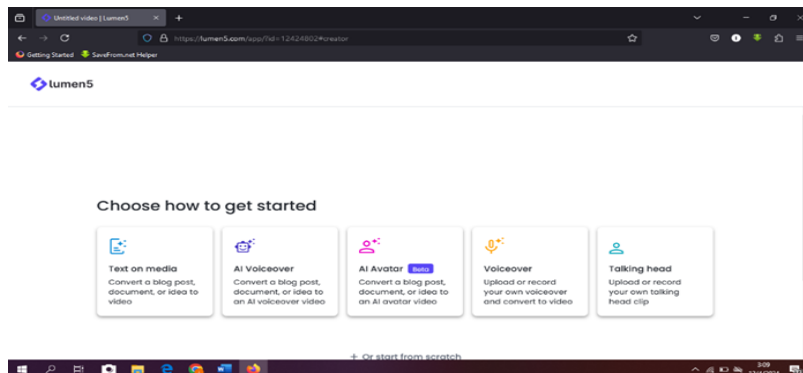 Untitled video | Lumen5
https://lumen5.com/app/?id=12424802#creator
Getting Started SaveFrom.net Helper
lumen5
Choose how to get started
Text on media
Convert a blog post,
document, or idea to
video
AI Voiceover
Convert a blog post,
document, or idea to
an AI voiceover video
AI Avatar Beta
Convert a blog post,
document, or idea to
an AI avatar video
Voiceover
Upload or record
your own voiceover
and convert to video
Talking head
Upload or record
your own talking
head clip
+ Or start from scratch
3:09